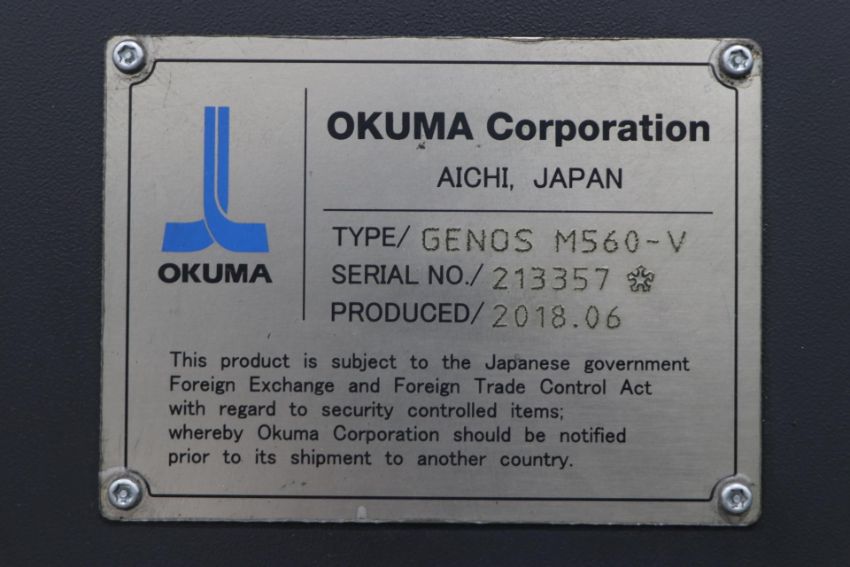 OKUMA
OKUMA Corporation
AICHI, JAPAN
TYPE/ GENOS M560-V
SERIAL NO./ 213357
PRODUCED/ 2018.06
This product is subject to the Japanese government
Foreign Exchange and Foreign Trade Control Act
with regard to security controlled items;
whereby Okuma Corporation should be notified
prior to its shipment to another country.